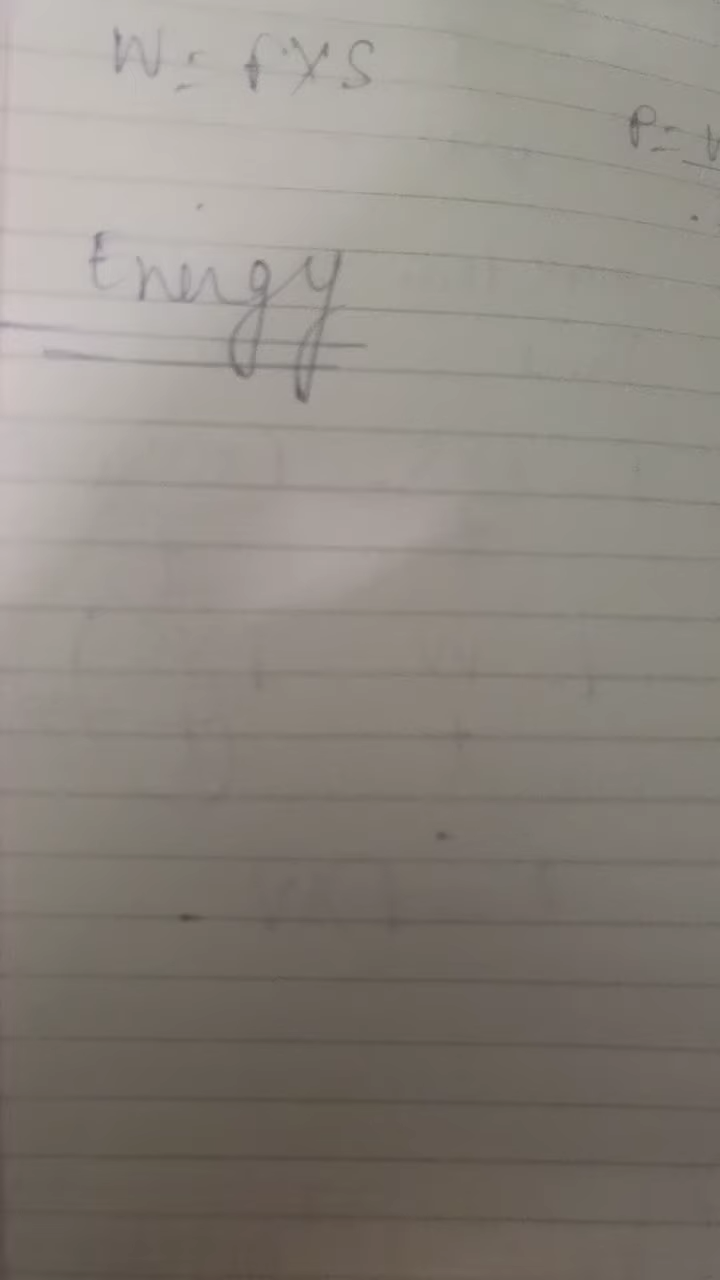 W = f × S
P =
Energy